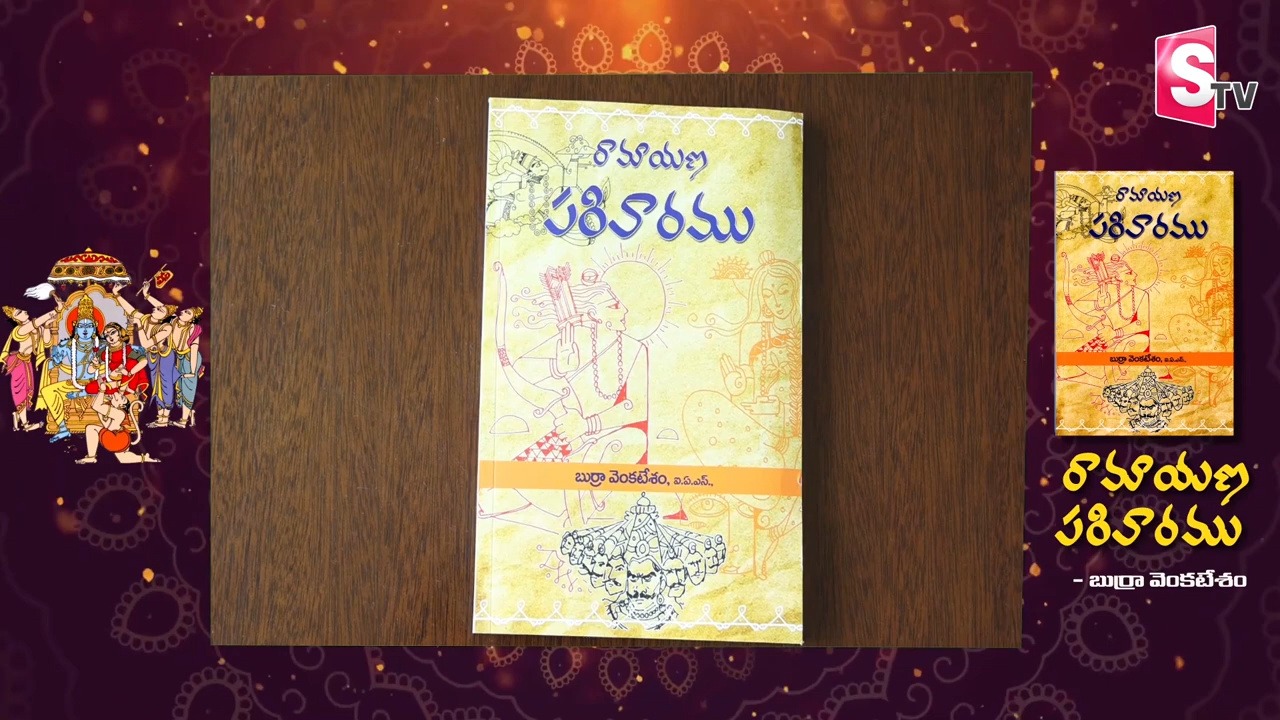 STV
రామాయణ
పరివారము
బుర్రా వెంకటేశం, ఐ.ఏ.ఎస్.,
రామాయణ
పరివారము
బుర్రా వెంకటేశం, ఐ.ఏ.ఎస్.,
రామాయణ
పరివారము
- బుర్రా వెంకటేశం